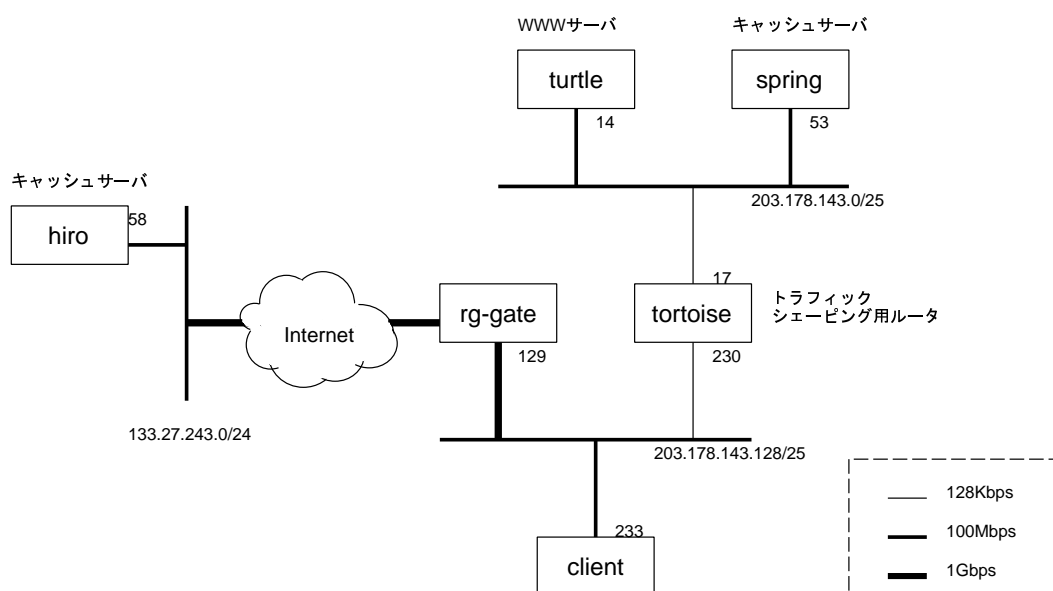 WWWサーバ
キャッシュサーバ
turtle
spring
14
53
キャッシュサーバ
58
hiro
203.178.143.0/25
17
トラフィック
シェーピング用ルータ
rg-gate
tortoise
Internet
129
230
133.27.243.0/24
203.178.143.128/25
128Kbps
100Mbps
1Gbps
233
client